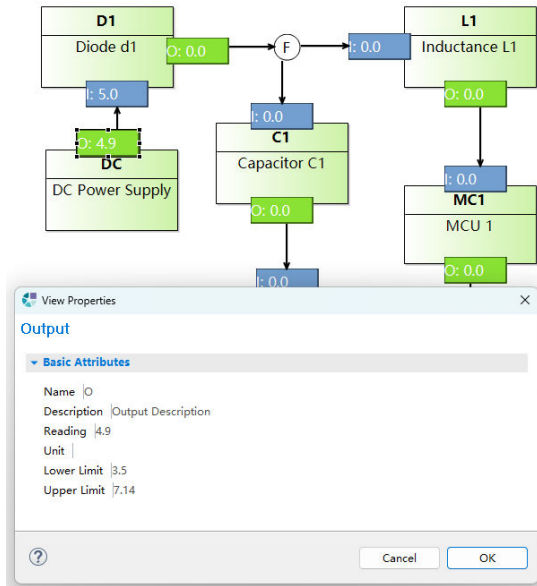 D1
L1
Diode d1
O: 0.0
F
I: 0.0
Inductance L1
I: 5.0
O: 0.0
I: 0.0
O: 4.9
C1
DC
Capacitor C1
DC Power Supply
I: 0.0
MC1
O: 0.0
MCU 1
I: 0.0
O: 0.0
View Properties
Output
Basic Attributes
Name O
Description Output Description
Reading 4.9
Unit
Lower Limit 3.5
Upper Limit 7.14
?
Cancel
OK